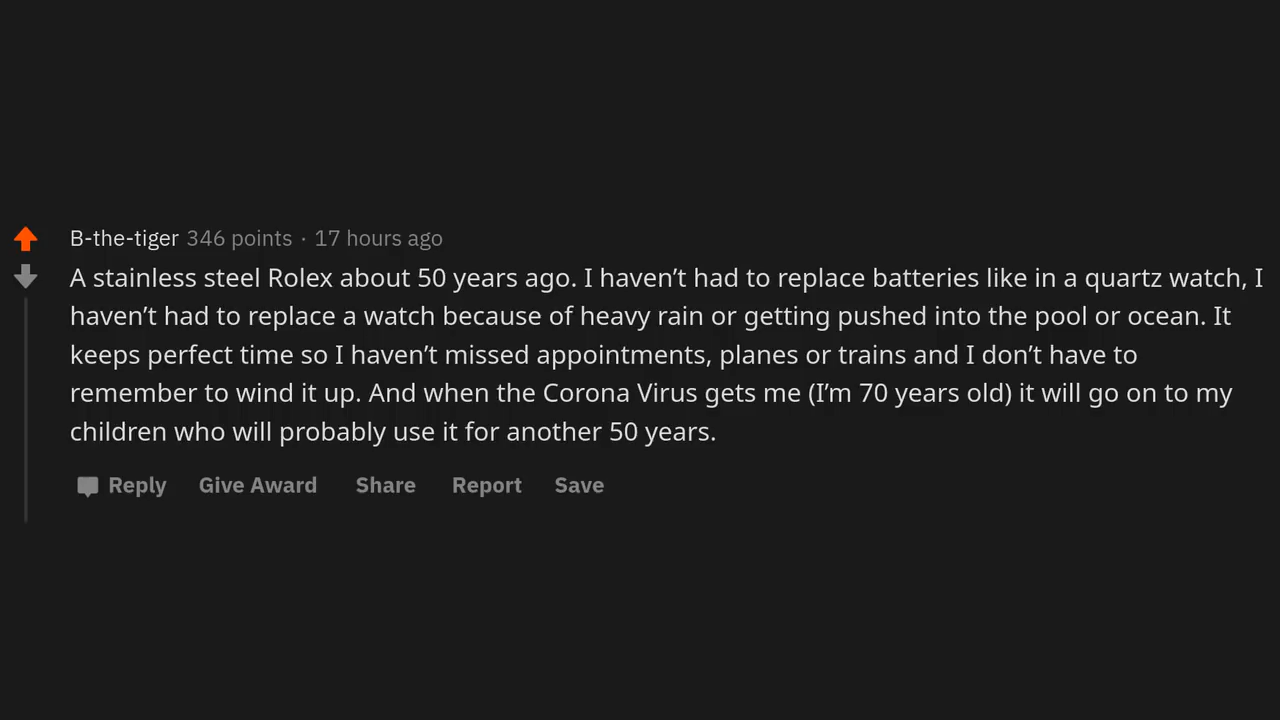 B-the-tiger 346 points · 17 hours ago
A stainless steel Rolex about 50 years ago. I haven’t had to replace batteries like in a quartz watch, I
haven’t had to replace a watch because of heavy rain or getting pushed into the pool or ocean. It
keeps perfect time so I haven’t missed appointments, planes or trains and I don’t have to
remember to wind it up. And when the Corona Virus gets me (I’m 70 years old) it will go on to my
children who will probably use it for another 50 years.
Reply Give Award Share Report Save